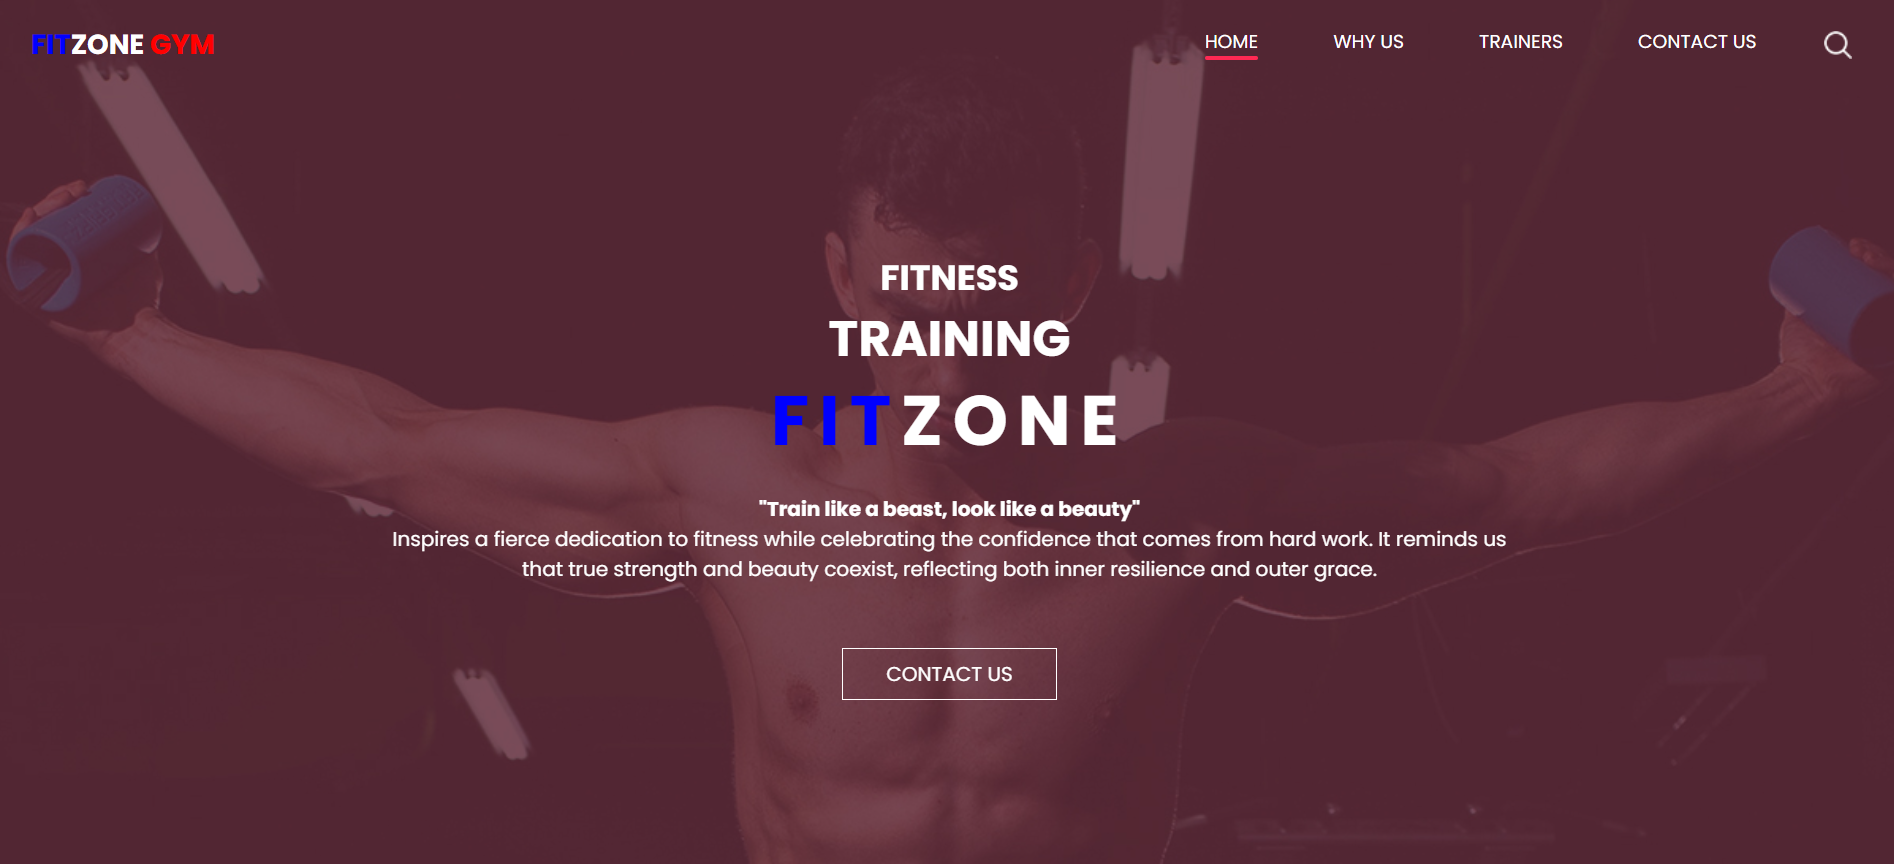 FITZONE GYM
HOME WHY US TRAINERS CONTACT US
FITNESS
TRAINING
FITZONE
"Train like a beast, look like a beauty"
Inspires a fierce dedication to fitness while celebrating the confidence that comes from hard work. It reminds us
that true strength and beauty coexist, reflecting both inner resilience and outer grace.
CONTACT US